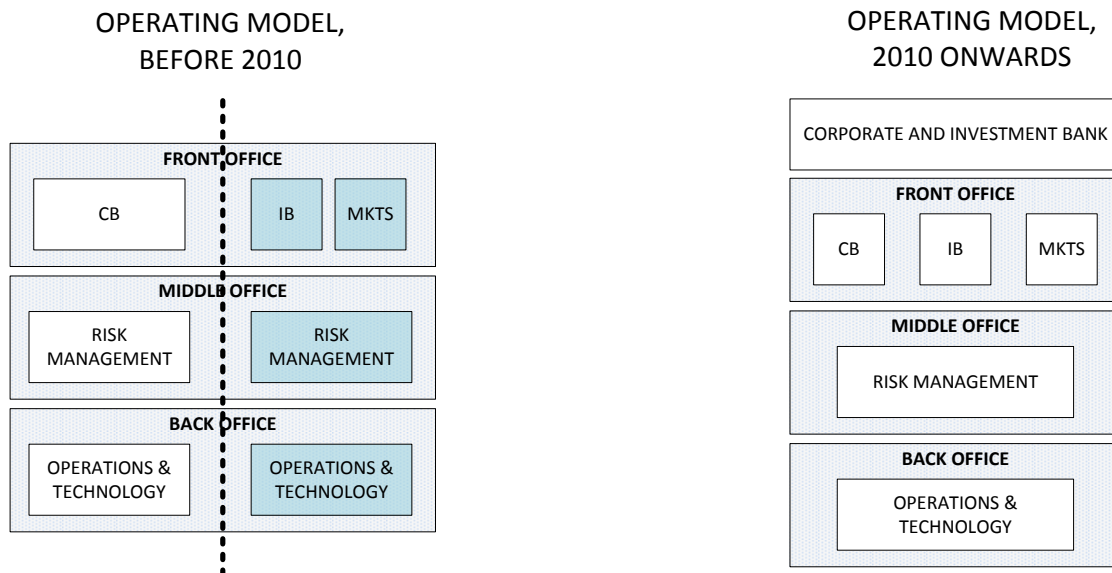 OPERATING MODEL,
BEFORE 2010
FRONT OFFICE
CB
IB
MKTS
MIDDLE OFFICE
RISK
MANAGEMENT
RISK
MANAGEMENT
BACK OFFICE
OPERATIONS &
TECHNOLOGY
OPERATIONS &
TECHNOLOGY
OPERATING MODEL,
2010 ONWARDS
CORPORATE AND INVESTMENT BANK
FRONT OFFICE
CB
IB
MKTS
MIDDLE OFFICE
RISK MANAGEMENT
BACK OFFICE
OPERATIONS &
TECHNOLOGY